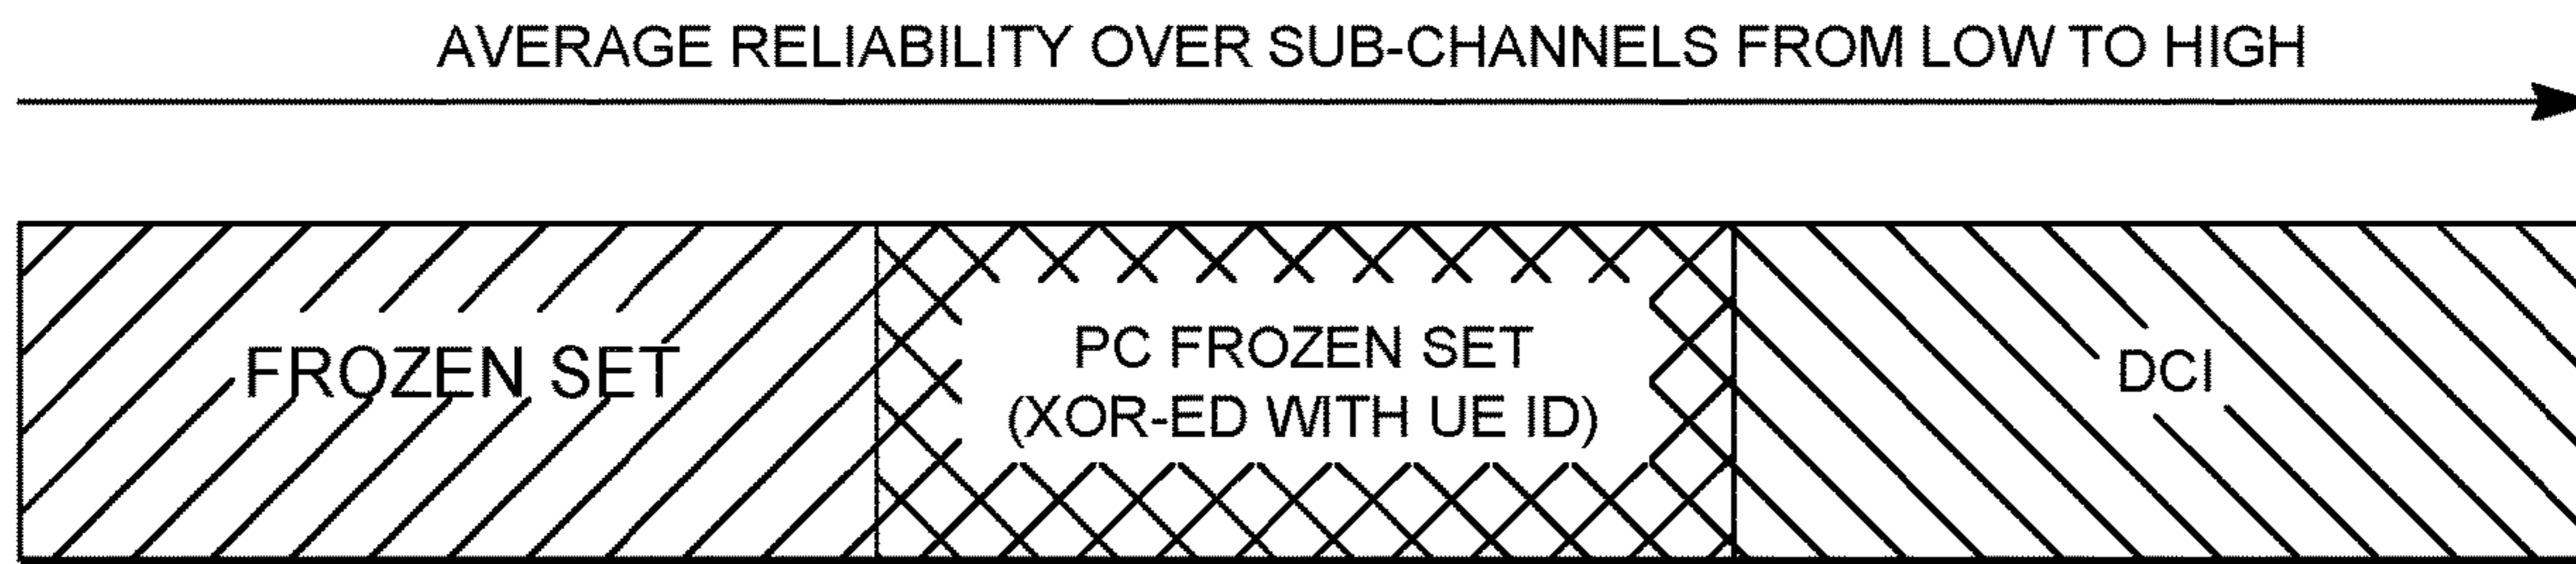 AVERAGE RELIABILITY OVER SUB-CHANNELS FROM LOW TO HIGH
FROZEN SET
PC FROZEN SET
(XOR-ED WITH UE ID)
DCI